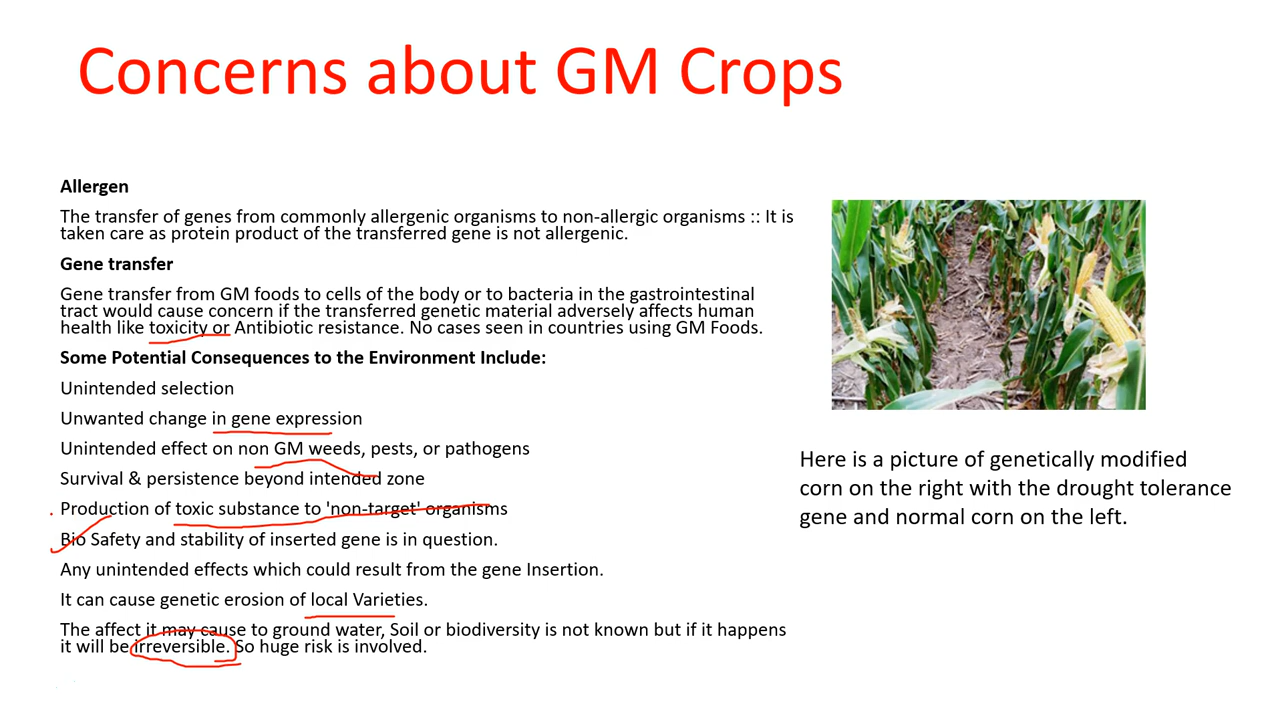 Concerns about GM Crops
Allergen
The transfer of genes from commonly allergenic organisms to non-allergic organisms :: It is
taken care as protein product of the transferred gene is not allergenic.
Gene transfer
Gene transfer from GM foods to cells of the body or to bacteria in the gastrointestinal
tract would cause concern if the transferred genetic material adversely affects human
health like toxicity or Antibiotic resistance. No cases seen in countries using GM Foods.
Some Potential Consequences to the Environment Include:
Unintended selection
Unwanted change in gene expression
Unintended effect on non GM weeds, pests, or pathogens
Survival & persistence beyond intended zone
Production of toxic substance to 'non-target' organisms
Bio Safety and stability of inserted gene is in question.
Any unintended effects which could result from the gene Insertion.
It can cause genetic erosion of local Varieties.
The affect it may cause to ground water, Soil or biodiversity is not known but if it happens
it will be irreversible. So huge risk is involved.
Here is a picture of genetically modified
corn on the right with the drought tolerance
gene and normal corn on the left.